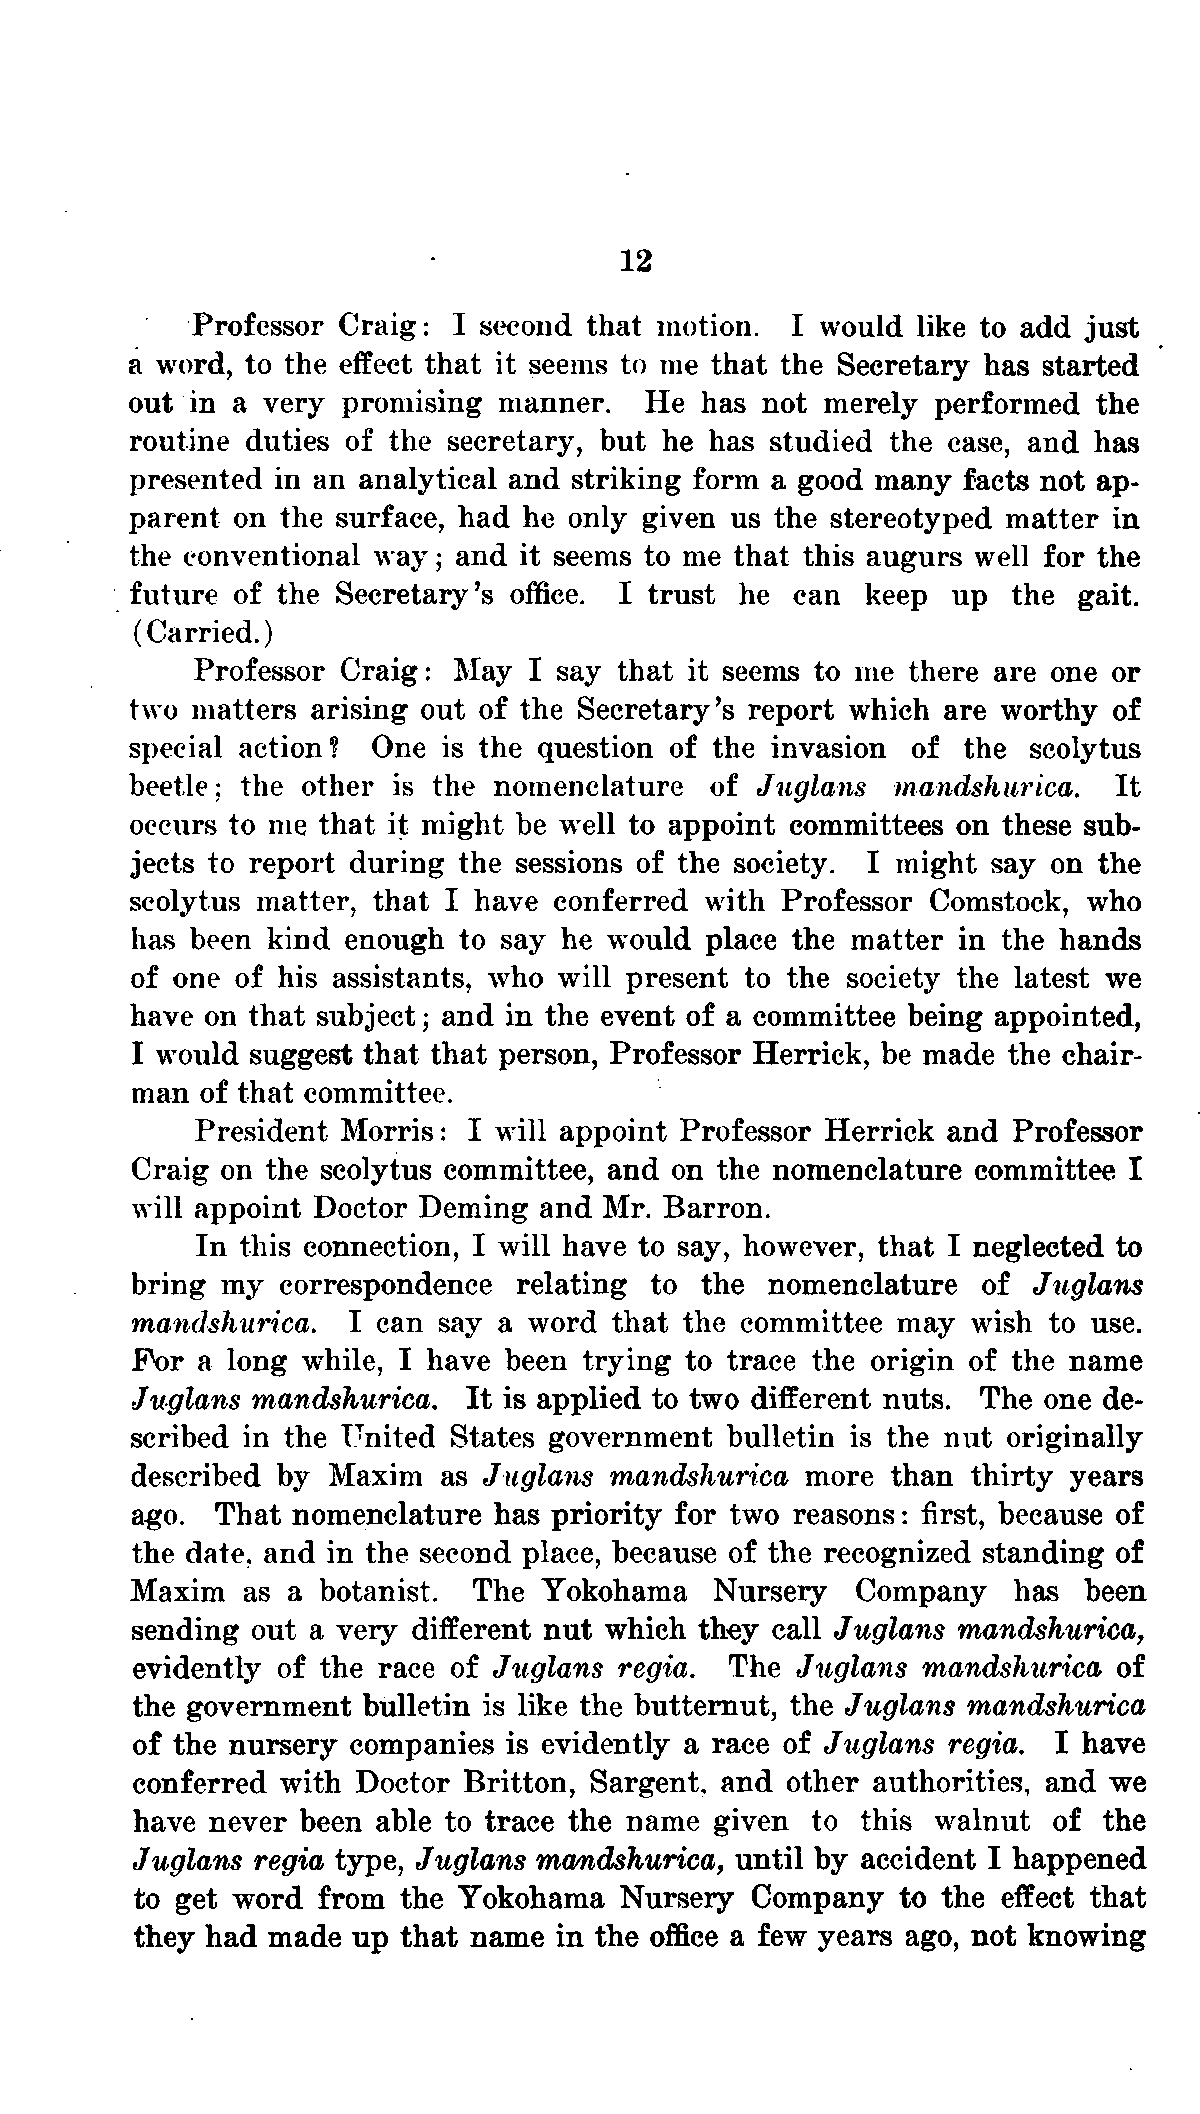 12
Professor Craig: I second that motion. I would like to add just
a word, to the effect that it seems to me that the Secretary has started
out in a very promising manner. He has not merely performed the
routine duties of the secretary, but he has studied the case, and has
presented in an analytical and striking form a good many facts not ap-
parent on the surface, had he only given us the stereotyped matter in
the conventional way; and it seems to me that this augurs well for the
future of the Secretary's office. I trust he can keep up the gait.
(Carried.)
Professor Craig: May I say that it seems to me there are one or
two matters arising out of the Secretary's report which are worthy of
special action? One is the question of the invasion of the scolytus
beetle; the other is the nomenclature of Juglans mandshurica. It
occurs to me that it might be well to appoint committees on these sub-
jects to report during the sessions of the society. I might say on the
scolytus matter, that I have conferred with Professor Comstock, who
has been kind enough to say he would place the matter in the hands
of one of his assistants, who will present to the society the latest we
have on that subject; and in the event of a committee being appointed,
I would suggest that that person, Professor Herrick, be made the chair-
man of that committee.
President Morris: I will appoint Professor Herrick and Professor
Craig on the scolytus committee, and on the nomenclature committee I
will appoint Doctor Deming and Mr. Barron.
In this connection, I will have to say, however, that I neglected to
bring my correspondence relating to the nomenclature of Juglans
mandshurica. I can say a word that the committee may wish to use.
For a long while, I have been trying to trace the origin of the name
Juglans mandshurica. It is applied to two different nuts. The one de-
scribed in the United States government bulletin is the nut originally
described by Maxim as Juglans mandshurica more than thirty years
ago. That nomenclature has priority for two reasons: first, because of
the date, and in the second place, because of the recognized standing of
Maxim as a botanist. The Yokohama Nursery Company has been
sending out a very different nut which they call Juglans mandshurica,
evidently of the race of Juglans regia. The Juglans mandshurica of
the government bulletin is like the butternut, the Juglans mandshurica
of the nursery companies is evidently a race of Juglans regia. I have
conferred with Doctor Britton, Sargent, and other authorities, and we
have never been able to trace the name given to this walnut of the
Juglans regia type, Juglans mandshurica, until by accident I happened
to get word from the Yokohama Nursery Company to the effect that
they had made up that name in the office a few years ago, not knowing